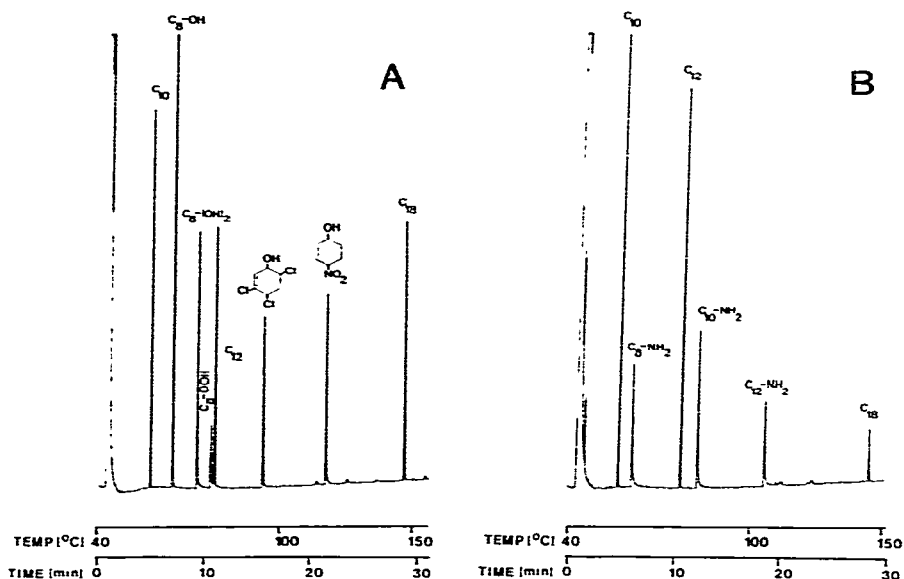 A
C10
C8-OH
C8-(OH)2
C8-OOH
C12
OH
Cl
Cl
Cl
OH
NO2
C18
TEMP [°C] 40 100 150
TIME [min] 0 10 20 30
B
C10
C8-NH2
C12
C10-NH2
C12-NH2
C18
TEMP [°C] 40 100 150
TIME [min] 0 10 20 30